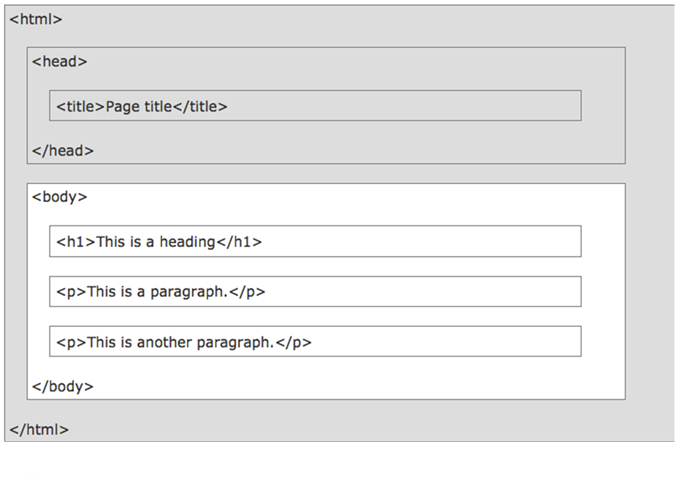 <html>
<head>
<title>Page title</title>
</head>
<body>
<h1>This is a heading</h1>
<p>This is a paragraph.</p>
<p>This is another paragraph.</p>
</body>
</html>